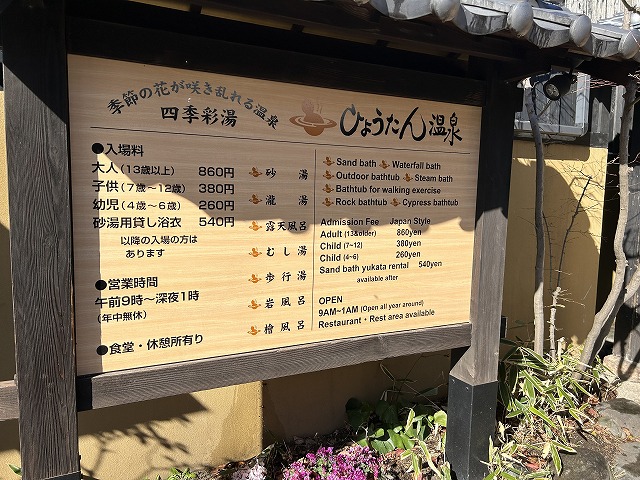 季節の花が咲き乱れる温泉
四季彩湯
ひょうたん温泉
●入場料
大人(13歳以上) 860円
子供(7歳~12歳) 380円
幼児(4歳~6歳) 260円
砂湯用貸し浴衣 540円
以降の入場の方は
あります
●営業時間
午前9時~深夜1時
(年中無休)
●食堂・休憩所有り
砂湯
瀧湯
露天風呂
むし湯
歩行湯
岩風呂
檜風呂
Sand bath Waterfall bath
Outdoor bathtub Steam bath
Bathtub for walking exercise
Rock bathtub Cypress bathtub
Admission Fee Japan Style
Adult (13&older) 860yen
Child (7~12) 380yen
Child (4~6) 260yen
Sand bath yukata rental 540yen
available after
OPEN
9AM~1AM (Open all year around)
Restaurant・Rest area available